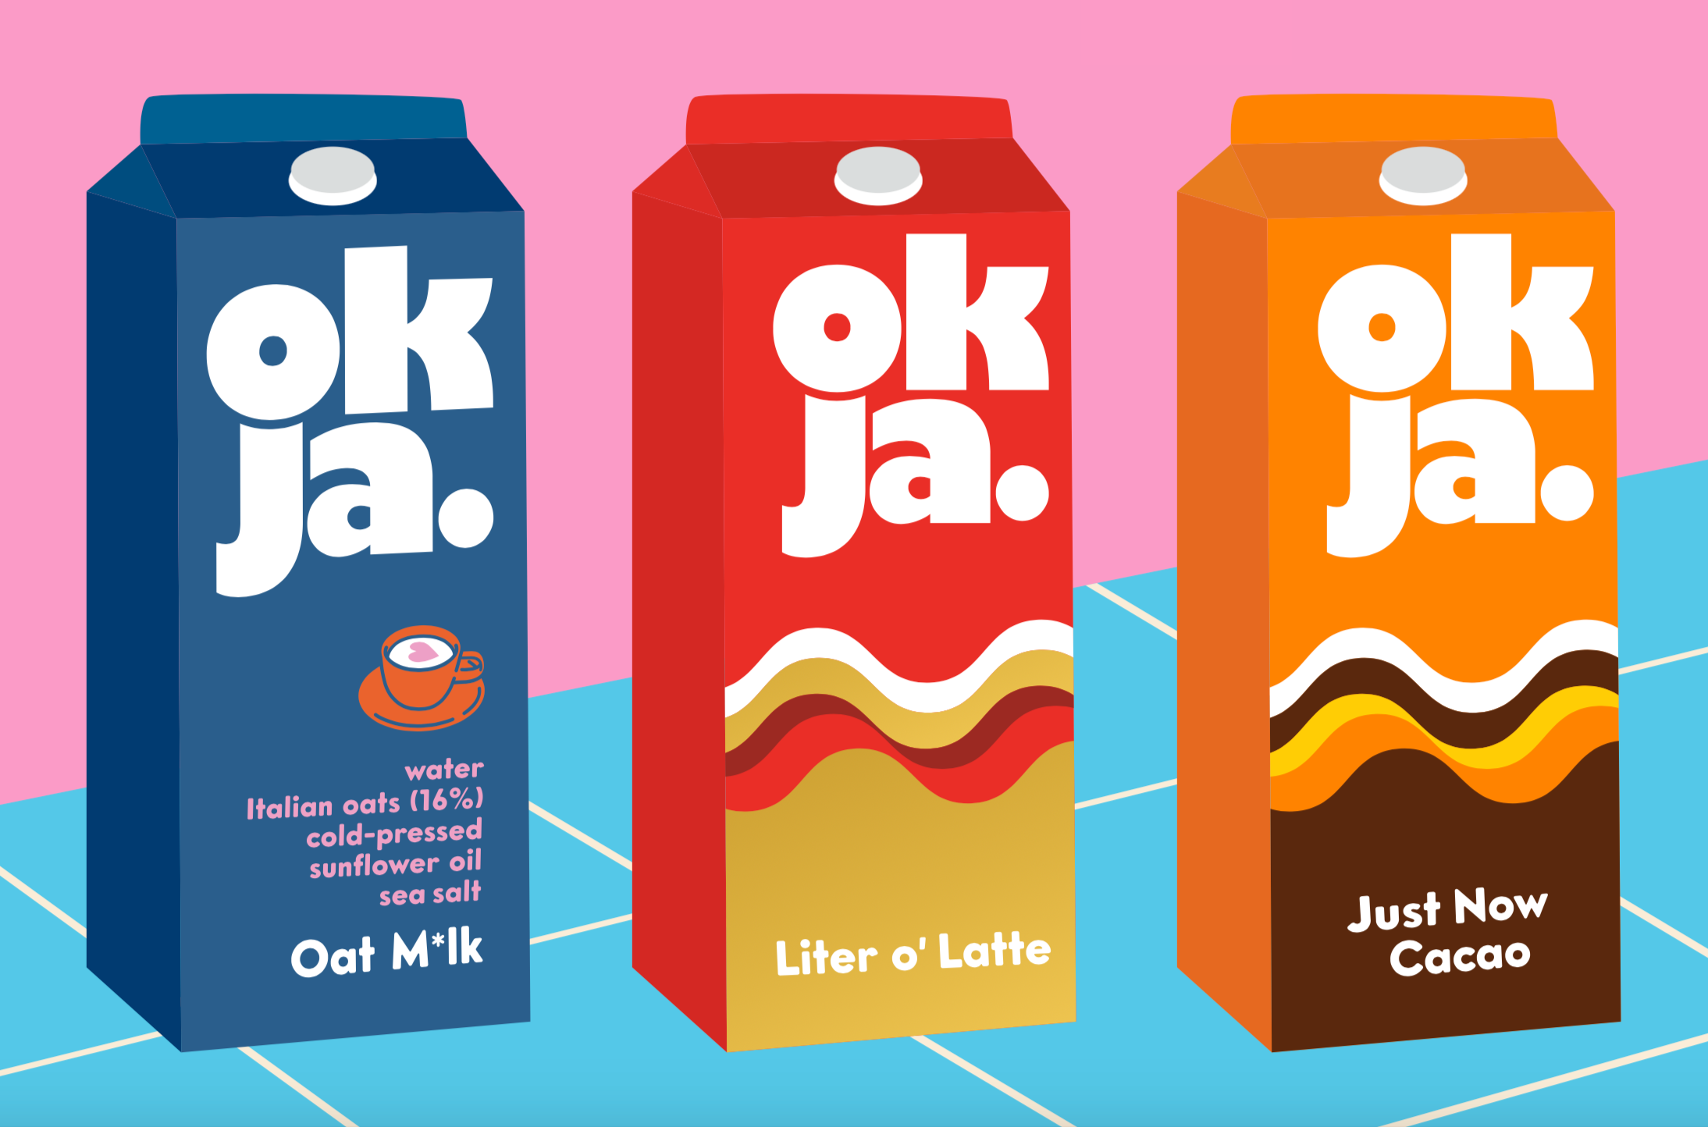 ok
ja.
water
Italian oats (16%)
cold-pressed
sunflower oil
sea salt
Oat M*lk
ok
ja.
Liter o' Latte
ok
ja.
Just Now
Cacao